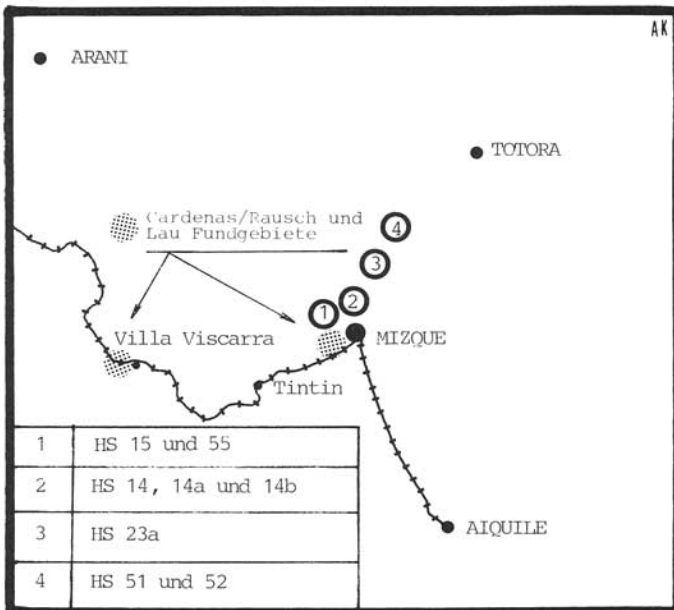 AK
ARANI
TOTORA
Cardenas/Rausch und
Lau Fundgebiete
4
3
2
1
MIZQUE
Villa Viscarra
Tintin
AIQUILE
1 HS 15 und 55
2 HS 14, 14a und 14b
3 HS 23a
4 HS 51 und 52